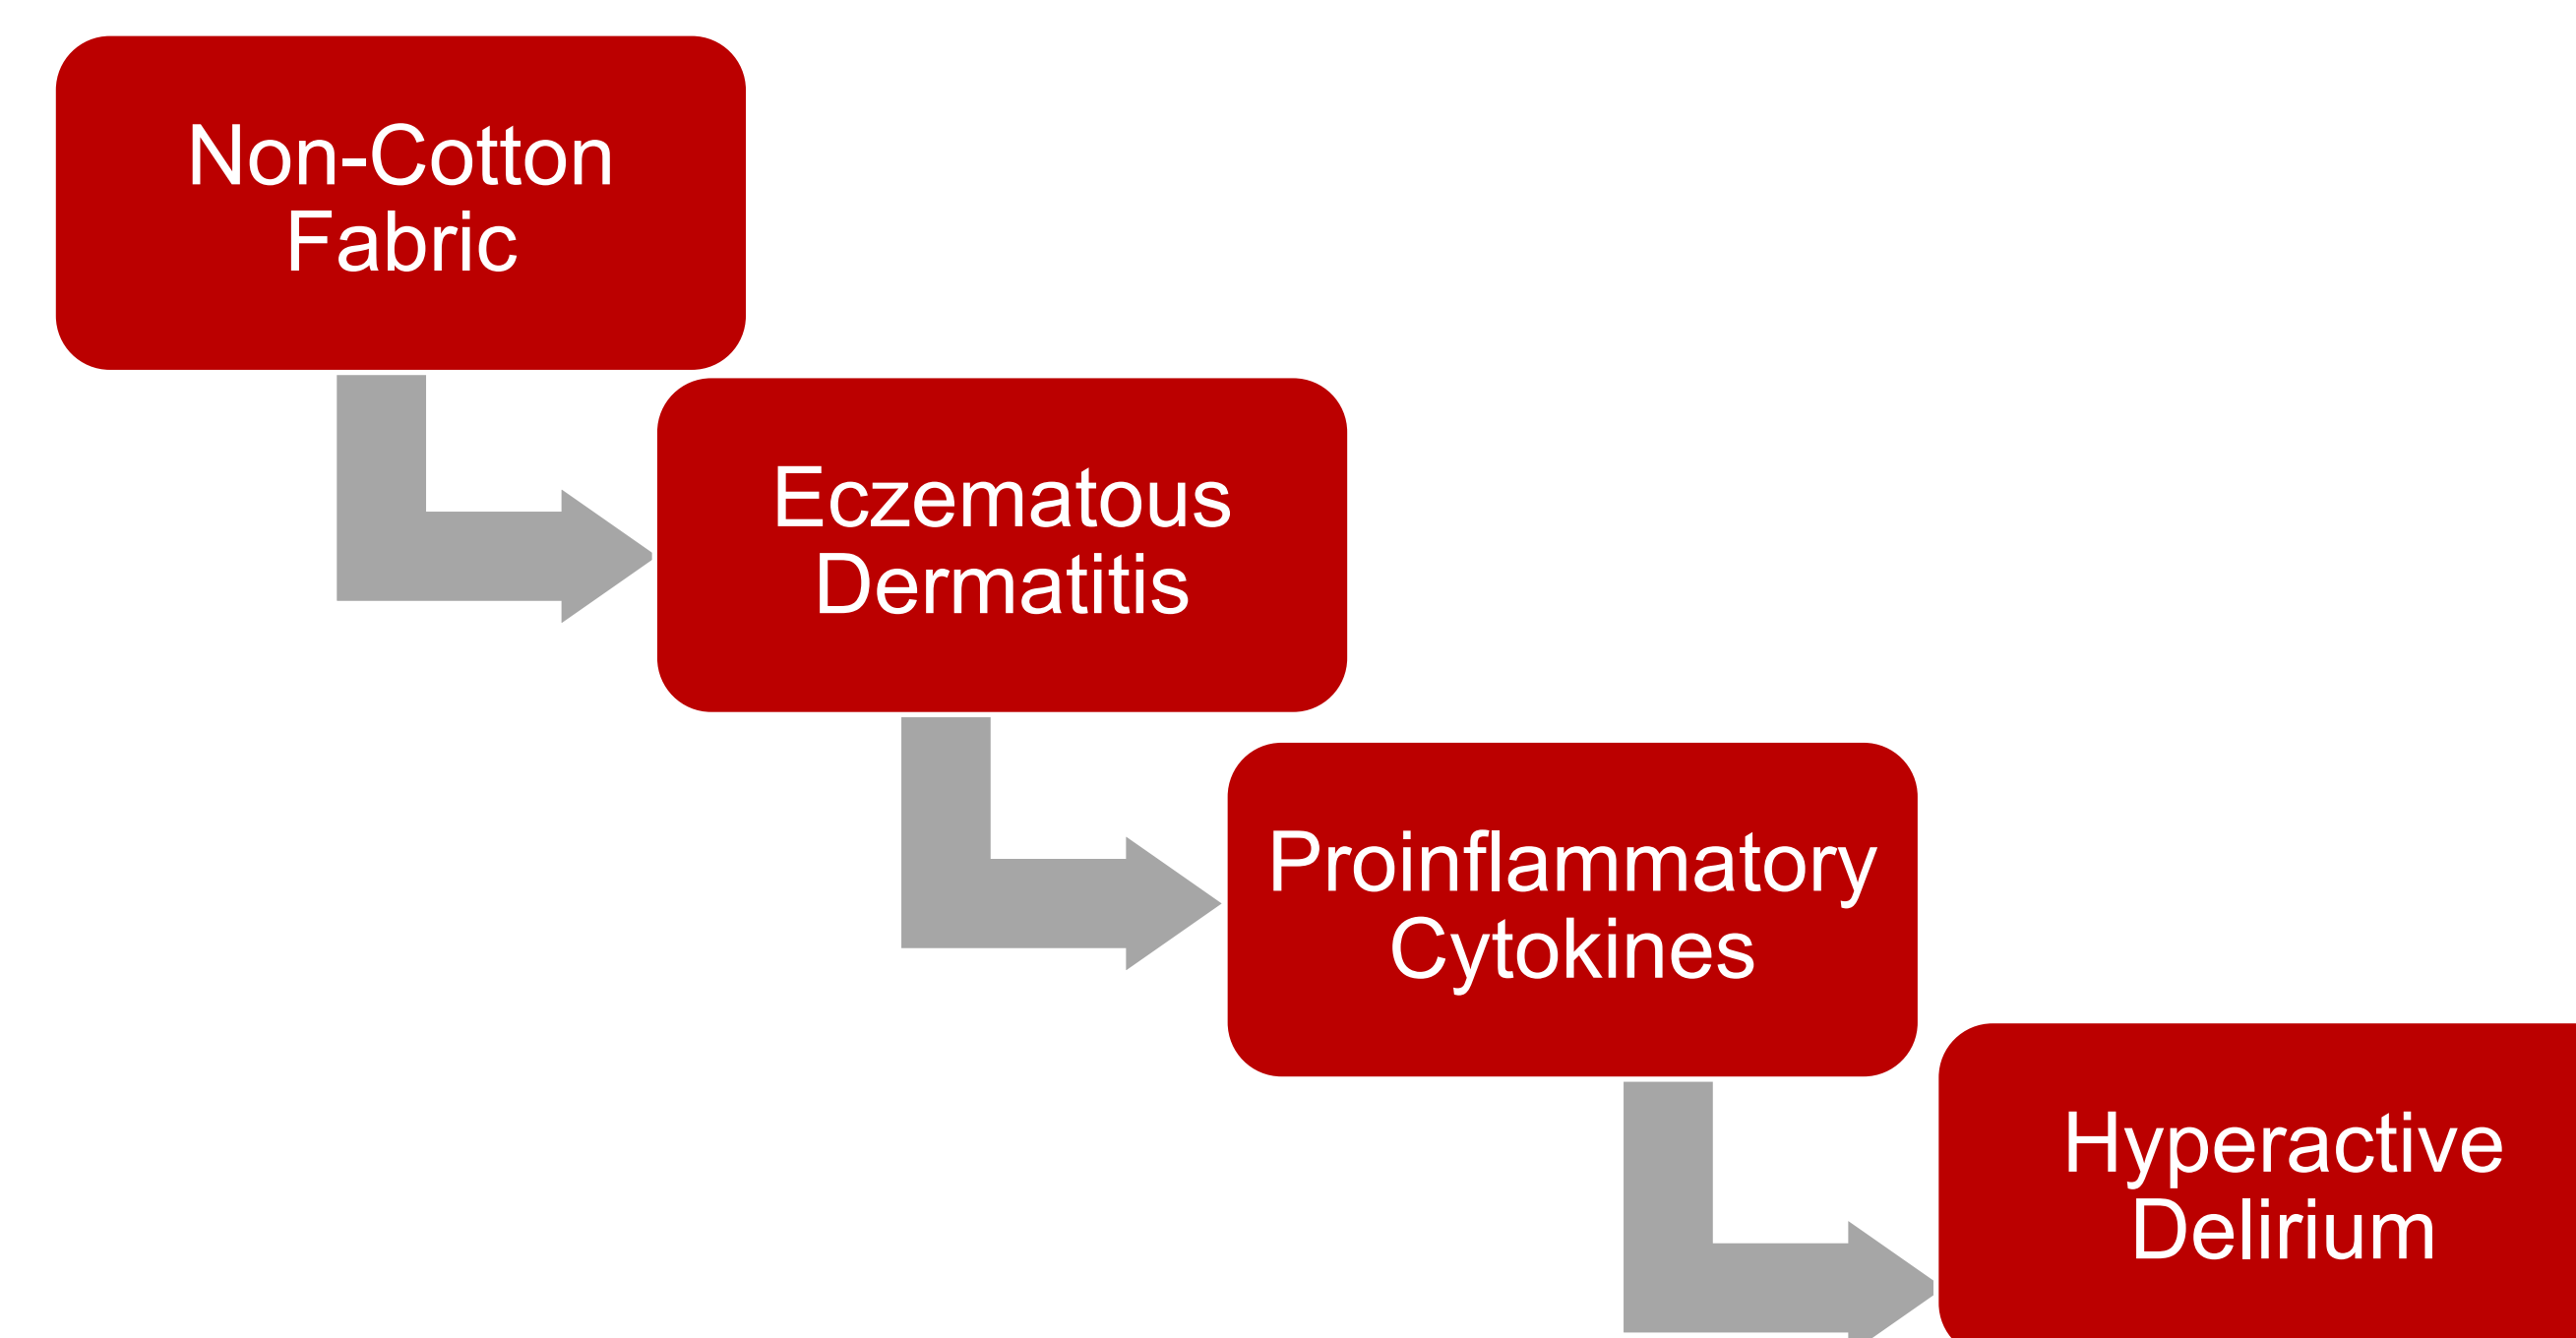 Non-Cotton
Fabric
Eczematous
Dermatitis
Proinflammatory
Cytokines
Hyperactive
Delirium